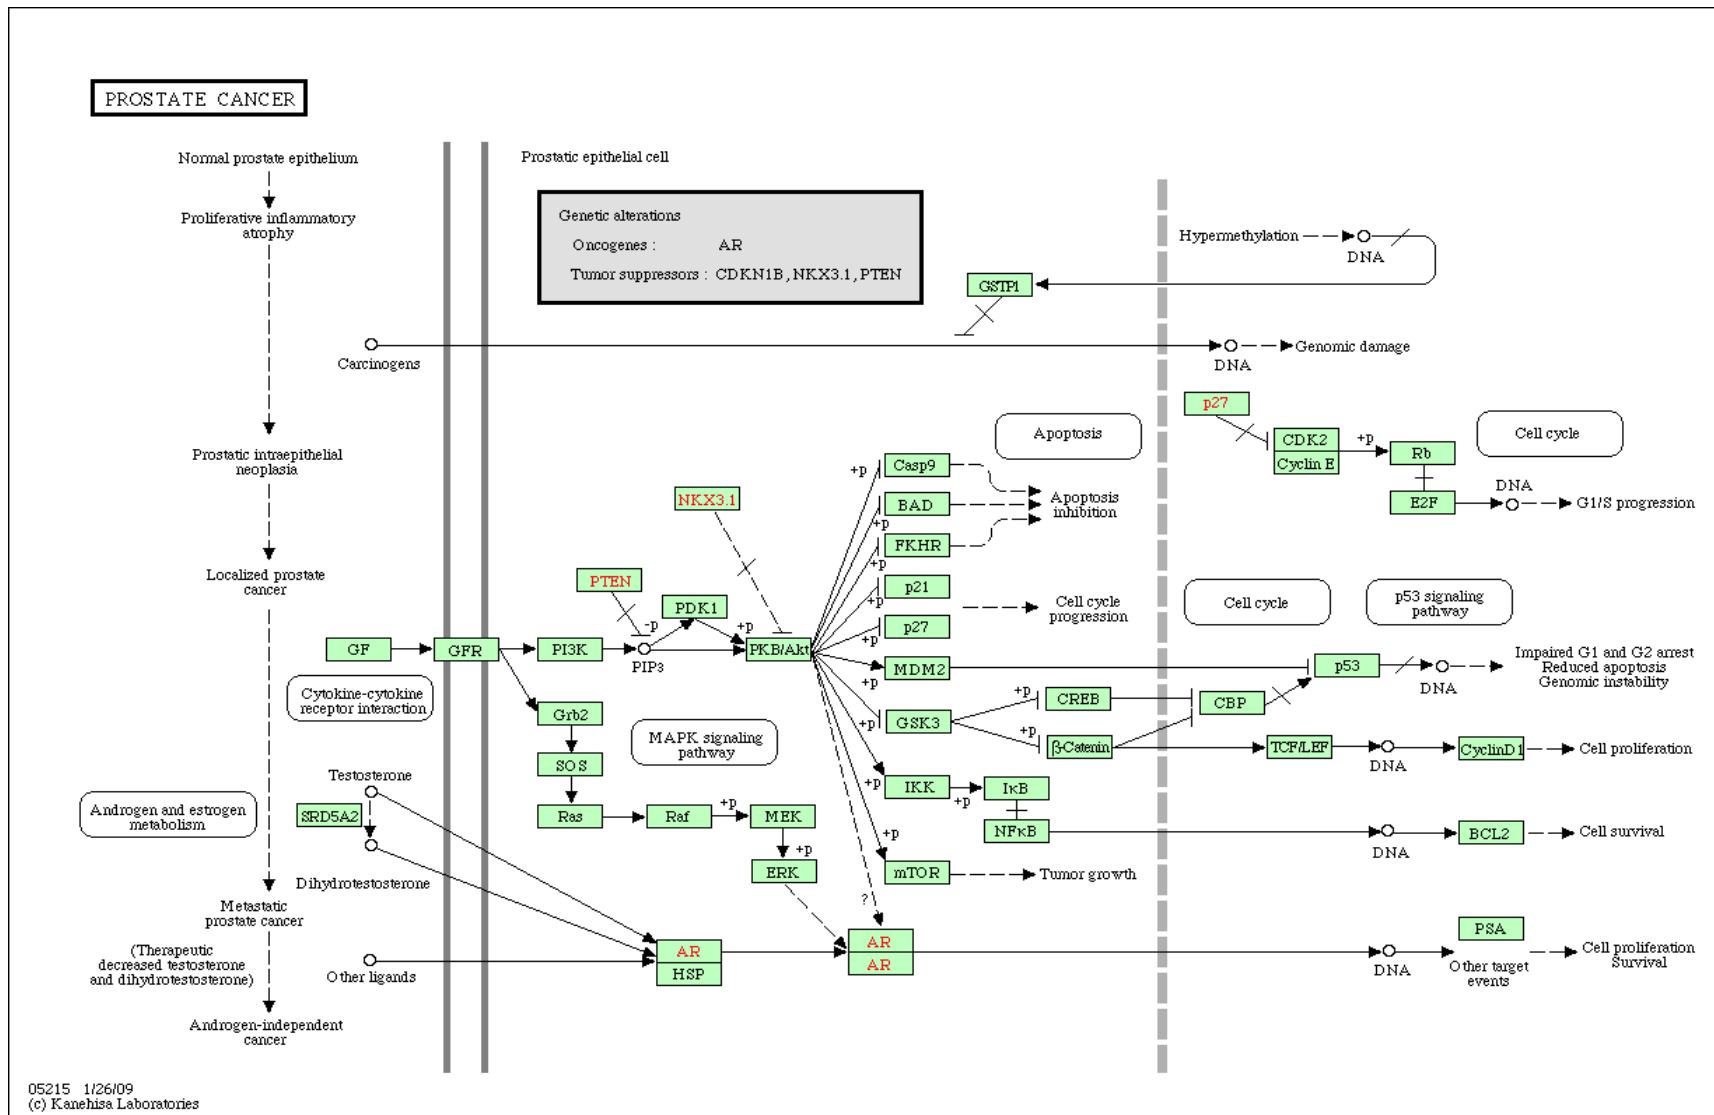 PROSTATE CANCER
Normal prostate epithelium
Proliferative inflammatory
atrophy
Prostatic intraepithelial
neoplasia
Localized prostate
cancer
Metastatic
prostate cancer
(Therapeutic
decreased testosterone
and dihydrotestosterone)
Androgen-independent
cancer
Prostatic epithelial cell
Genetic alterations
Oncogenes : AR
Tumor suppressors : CDKN1B, NKX3.1, PTEN
Hypermethylation
DNA
GSTP1
Carcinogens
DNA
Genomic damage
p27
CDK2
Cyclin E
+p
Rb
E2F
DNA
G1/S progression
Cell cycle
Apoptosis
Casp9
BAD
FKHR
p21
p27
MDM2
GSK3
IKK
mTOR
+p
+p
+p
+p
+p
+p
+p
+p
+p
?
Apoptosis
inhibition
Cell cycle
progression
Cell cycle
p53 signaling
pathway
NKX3.1
PTEN
-p
PDK1
+p
GF
GFR
PI3K
PIP3
PKB/Akt
p53
DNA
Impaired G1 and G2 arrest
Reduced apoptosis
Genomic instability
Cytokine-cytokine
receptor interaction
Grb2
SOS
Ras
Raf
+p
MEK
+p
ERK
MAPK signaling
pathway
+p
CREB
CBP
+p
β-Catenin
TCF/LEF
DNA
CyclinD1
Cell proliferation
+p
IκB
NFκB
DNA
BCL2
Cell survival
Tumor growth
Androgen and estrogen
metabolism
Testosterone
SRD5A2
Dihydrotestosterone
Other ligands
AR
HSP
AR
AR
DNA
PSA
Other target
events
Cell proliferation
Survival
05215 1/26/09
(c) Kanehisa Laboratories